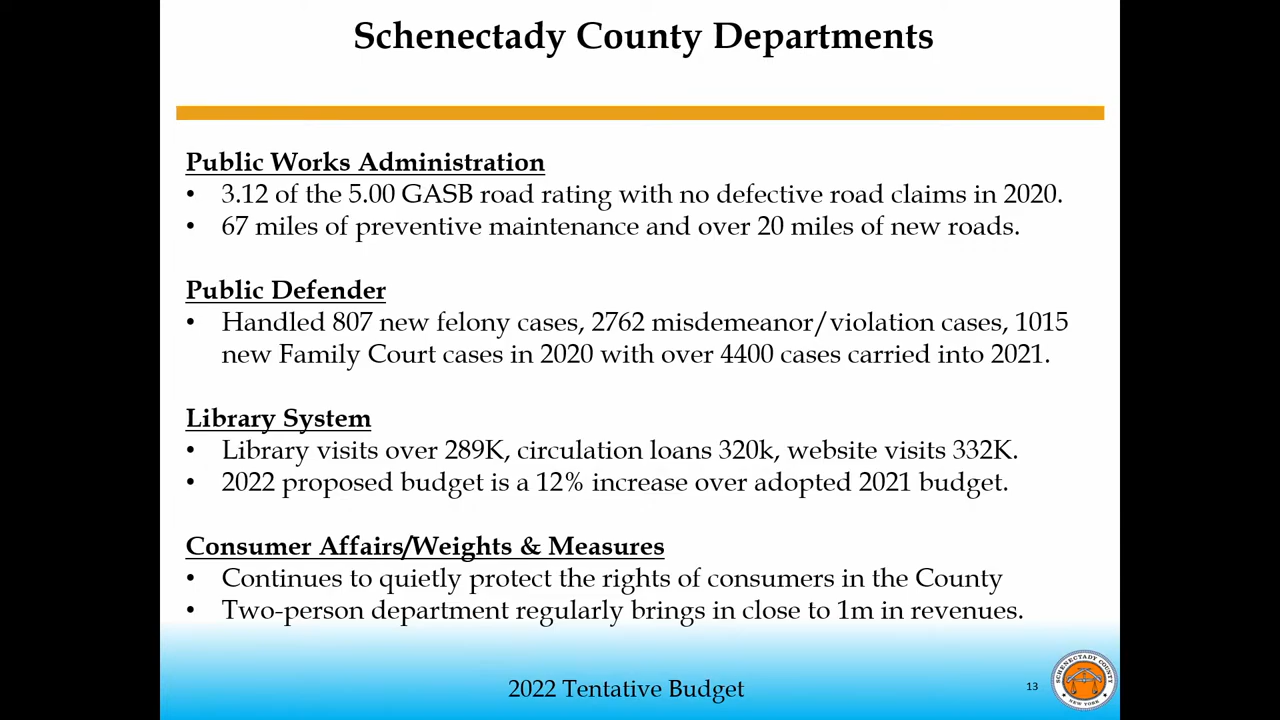 Schenectady County Departments
Public Works Administration
• 3.12 of the 5.00 GASB road rating with no defective road claims in 2020.
• 67 miles of preventive maintenance and over 20 miles of new roads.
Public Defender
• Handled 807 new felony cases, 2762 misdemeanor/violation cases, 1015
new Family Court cases in 2020 with over 4400 cases carried into 2021.
Library System
• Library visits over 289K, circulation loans 320k, website visits 332K.
• 2022 proposed budget is a 12% increase over adopted 2021 budget.
Consumer Affairs/Weights & Measures
• Continues to quietly protect the rights of consumers in the County
• Two-person department regularly brings in close to 1m in revenues.
2022 Tentative Budget
13
SCHENECTADY COUNTY
NEW YORK